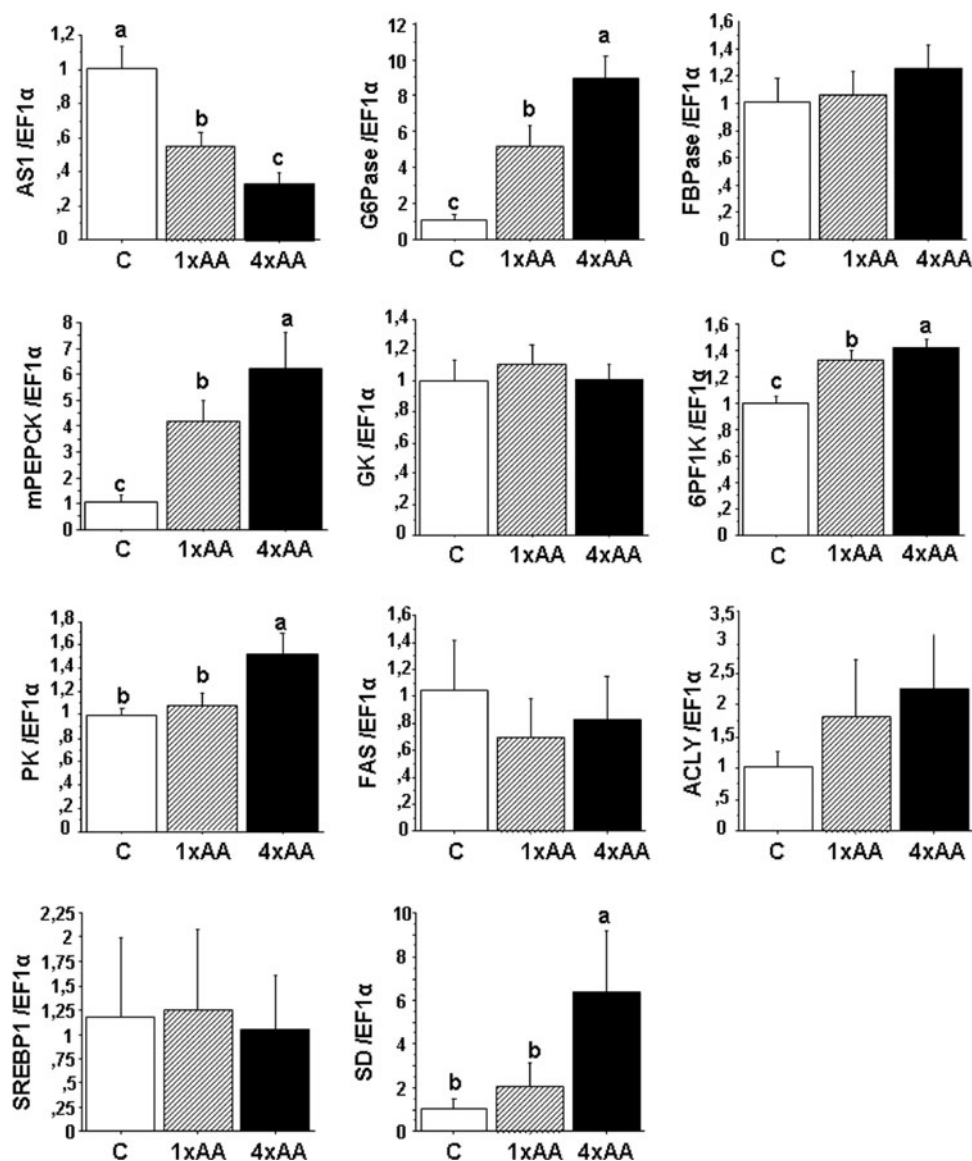 AS1 /EF1α
1,2
1
,8
,6
,4
,2
0
a
b
c
C 1xAA 4xAA
G6Pase /EF1α
12
10
8
6
4
2
0
c
b
a
C 1xAA 4xAA
FBPase /EF1α
1,6
1,4
1,2
1
,8
,6
,4
,2
0
C 1xAA 4xAA
mPEPCK /EF1α
8
7
6
5
4
3
2
1
0
c
b
a
C 1xAA 4xAA
GK /EF1α
1,4
1,2
1
,8
,6
,4
,2
0
C 1xAA 4xAA
6PF1K /EF1α
1,6
1,4
1,2
1
,8
,6
,4
,2
0
c
b
a
C 1xAA 4xAA
PK /EF1α
1,8
1,6
1,4
1,2
1
,8
,6
,4
,2
0
b
b
a
C 1xAA 4xAA
FAS /EF1α
1,6
1,4
1,2
1
,8
,6
,4
,2
0
C 1xAA 4xAA
ACLY /EF1α
3,5
3
2,5
2
1,5
1
,5
0
C 1xAA 4xAA
SREBP1 /EF1α
2,25
2
1,75
1,5
1,25
1
,75
,5
,25
0
C 1xAA 4xAA
SD /EF1α
10
8
6
4
2
0
b
b
a
C 1xAA 4xAA